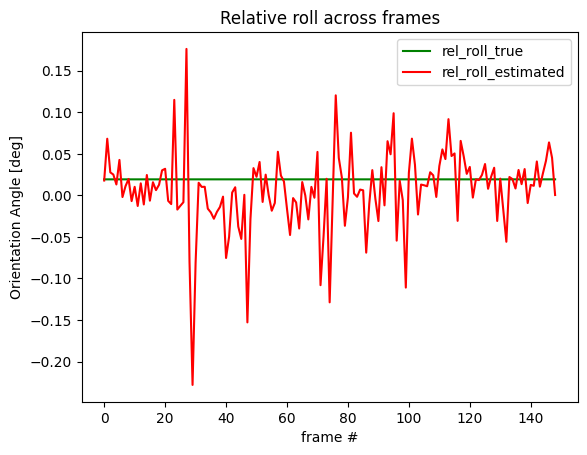 Relative roll across frames
rel_roll_true
rel_roll_estimated
Orientation Angle [deg]
0.15
0.10
0.05
0.00
−0.05
−0.10
−0.15
−0.20
0 20 40 60 80 100 120 140
frame #